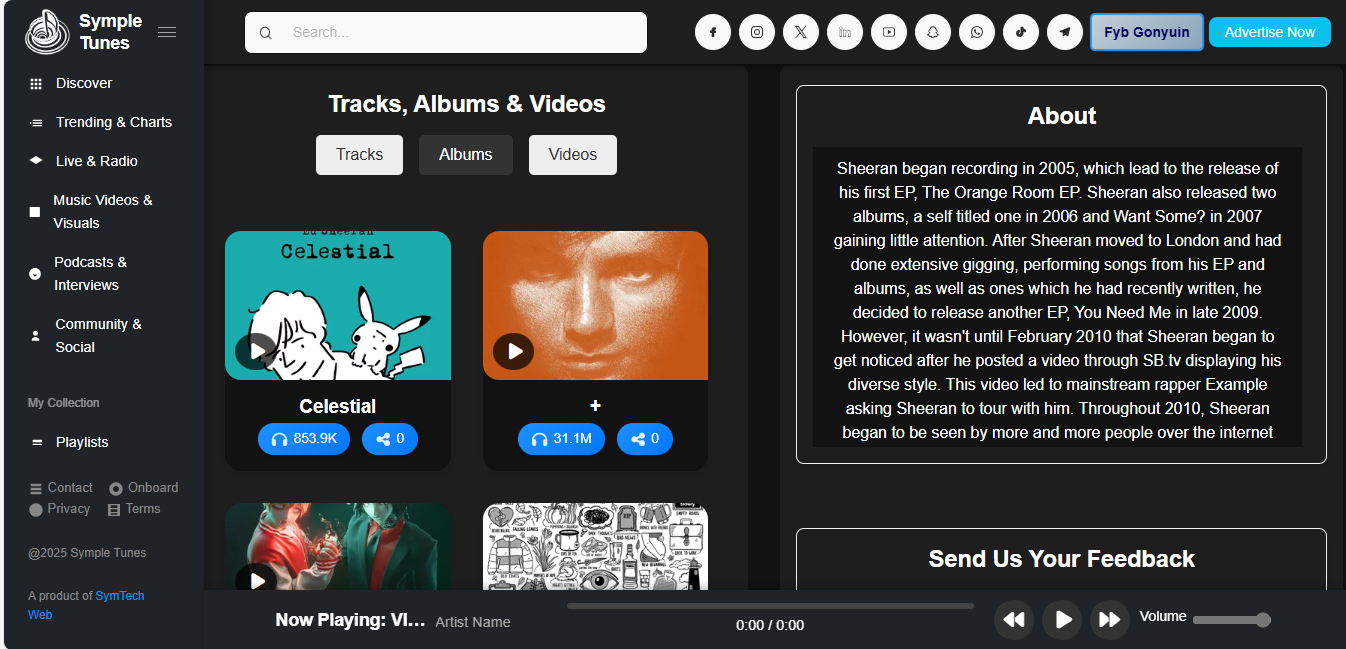 Symple
Tunes
Search...
Fyb Gonyuin
Advertise Now
Discover
Trending & Charts
Live & Radio
Music Videos &
Visuals
Podcasts &
Interviews
Community &
Social
My Collection
Playlists
Contact
Onboard
Privacy
Terms
@2025 Symple Tunes
A product of SymTech
Web
Tracks, Albums & Videos
Tracks
Albums
Videos
Ed Sheeran
Celestial
Celestial
853.9K
0
+
31.1M
0
About
Sheeran began recording in 2005, which lead to the release of
his first EP, The Orange Room EP. Sheeran also released two
albums, a self titled one in 2006 and Want Some? in 2007
gaining little attention. After Sheeran moved to London and had
done extensive gigging, performing songs from his EP and
albums, as well as ones which he had recently written, he
decided to release another EP, You Need Me in late 2009.
However, it wasn't until February 2010 that Sheeran began to
get noticed after he posted a video through SB.tv displaying his
diverse style. This video led to mainstream rapper Example
asking Sheeran to tour with him. Throughout 2010, Sheeran
began to be seen by more and more people over the internet
Send Us Your Feedback
Now Playing: VI...
Artist Name
0:00 / 0:00
Volume